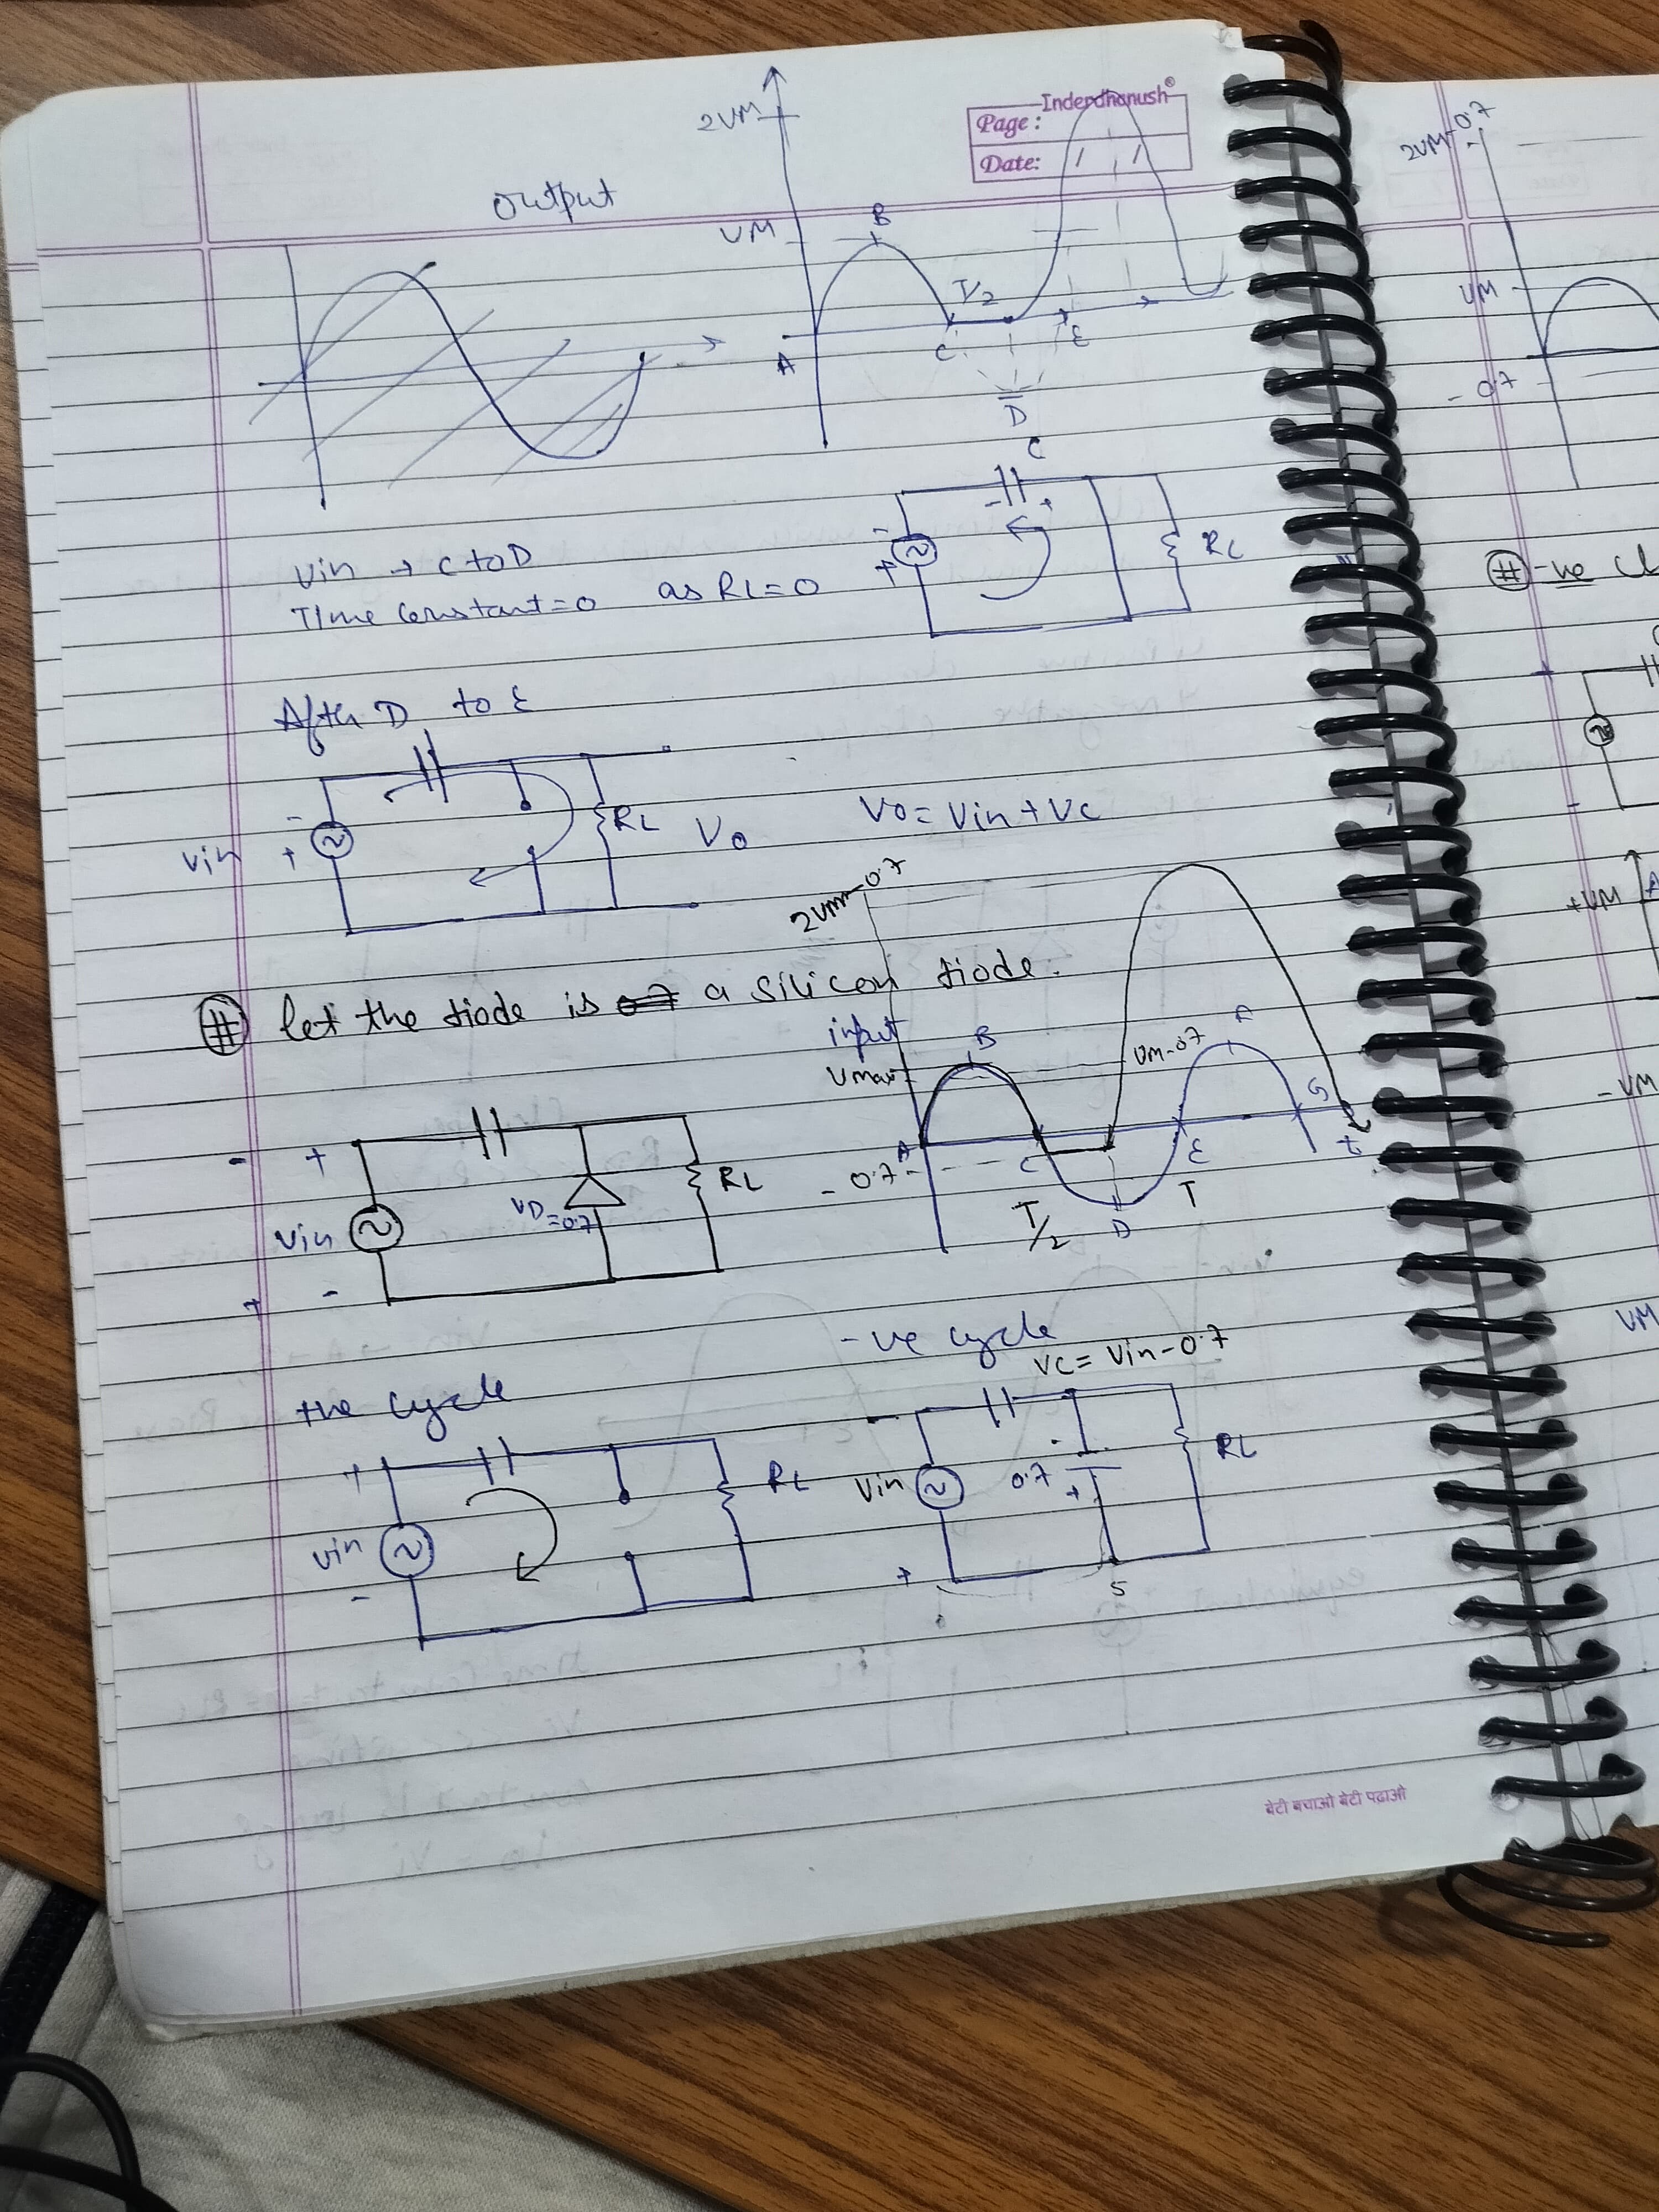 Inderdhanush®
Page:
Date: / /
2VM
output
VM
B
T/2
A
C
E
D
C
- +
-
+
RL
Vin → C to D
Time Constant = 0 as RL = 0
After D to E
-
Vin
+
RL
Vo
Vo = Vin + Vc
2VM-0.7
# let the diode is a silicon diode.
input
Vmax
B
VM-0.7
F
G
A
-0.7
C
E
t
T/2
D
T
- +
Vin
VD=0.7
RL
+ -
-ve cycle
Vc = Vin - 0.7
+ve cycle
+
Vin
-
RL
-
Vin
0.7
-
+
RL
+
S
बेटी बचाओ बेटी पढाओ
2VM-0.7
VM
-0.7
# -ve cl
+
-
+VM
A
-VM
VM